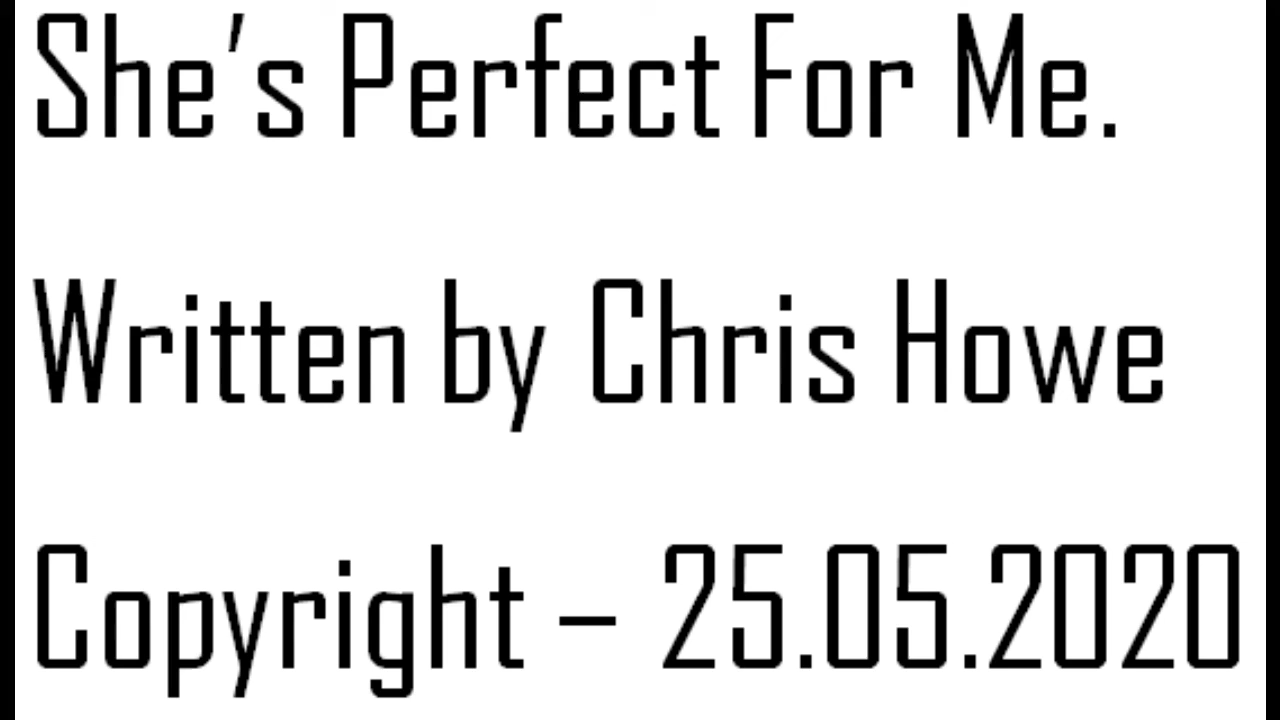 She's Perfect For Me.
Written by Chris Howe
Copyright – 25.05.2020